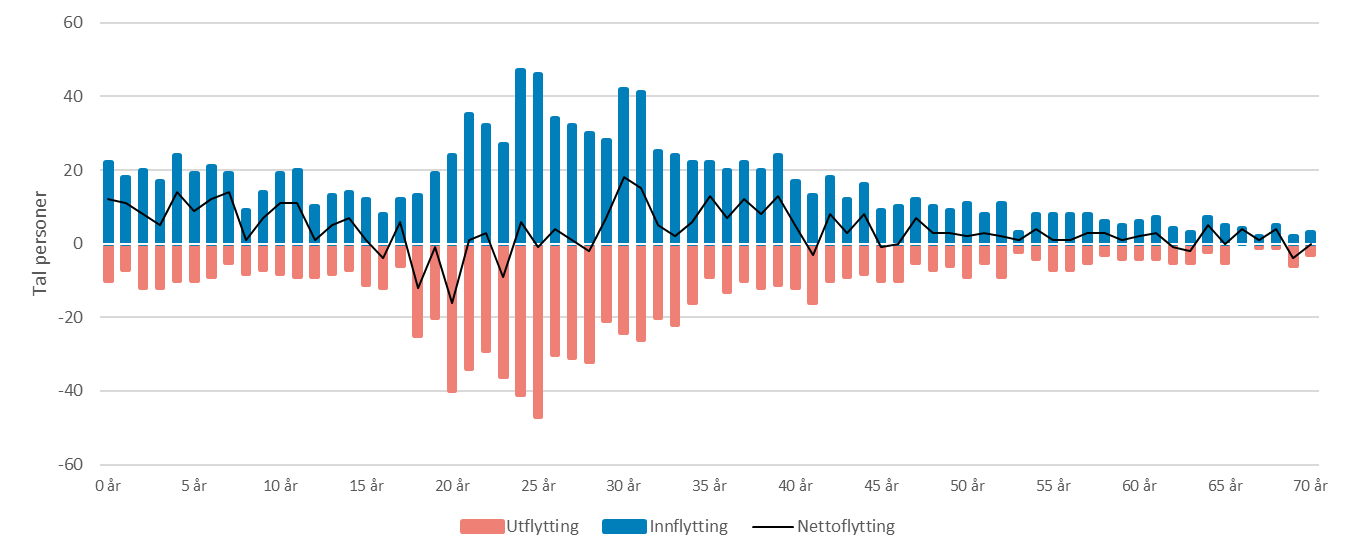 60
40
20
0
-20
-40
-60
Tal personer
0 år 5 år 10 år 15 år 20 år 25 år 30 år 35 år 40 år 45 år 50 år 55 år 60 år 65 år 70 år
Utflytting Innflytting Nettoflytting